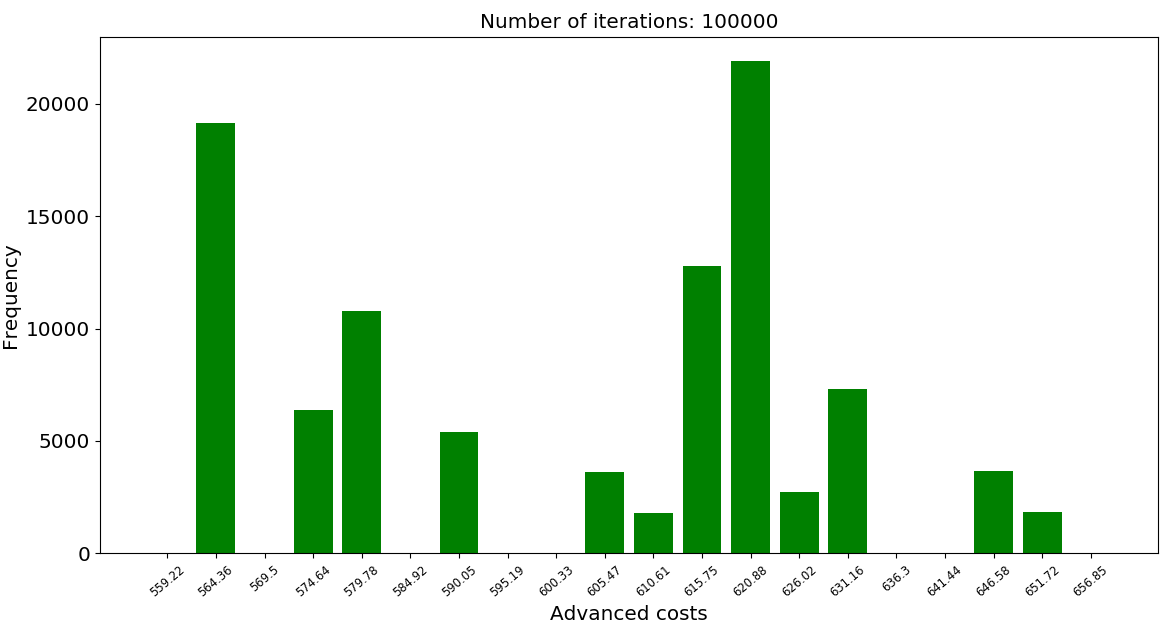 Number of iterations: 100000
Frequency
20000
15000
10000
5000
0
559.22 564.36 569.5 574.64 579.78 584.92 590.05 595.19 600.33 605.47 610.61 615.75 620.88 626.02 631.16 636.3 641.44 646.58 651.72 656.85
Advanced costs